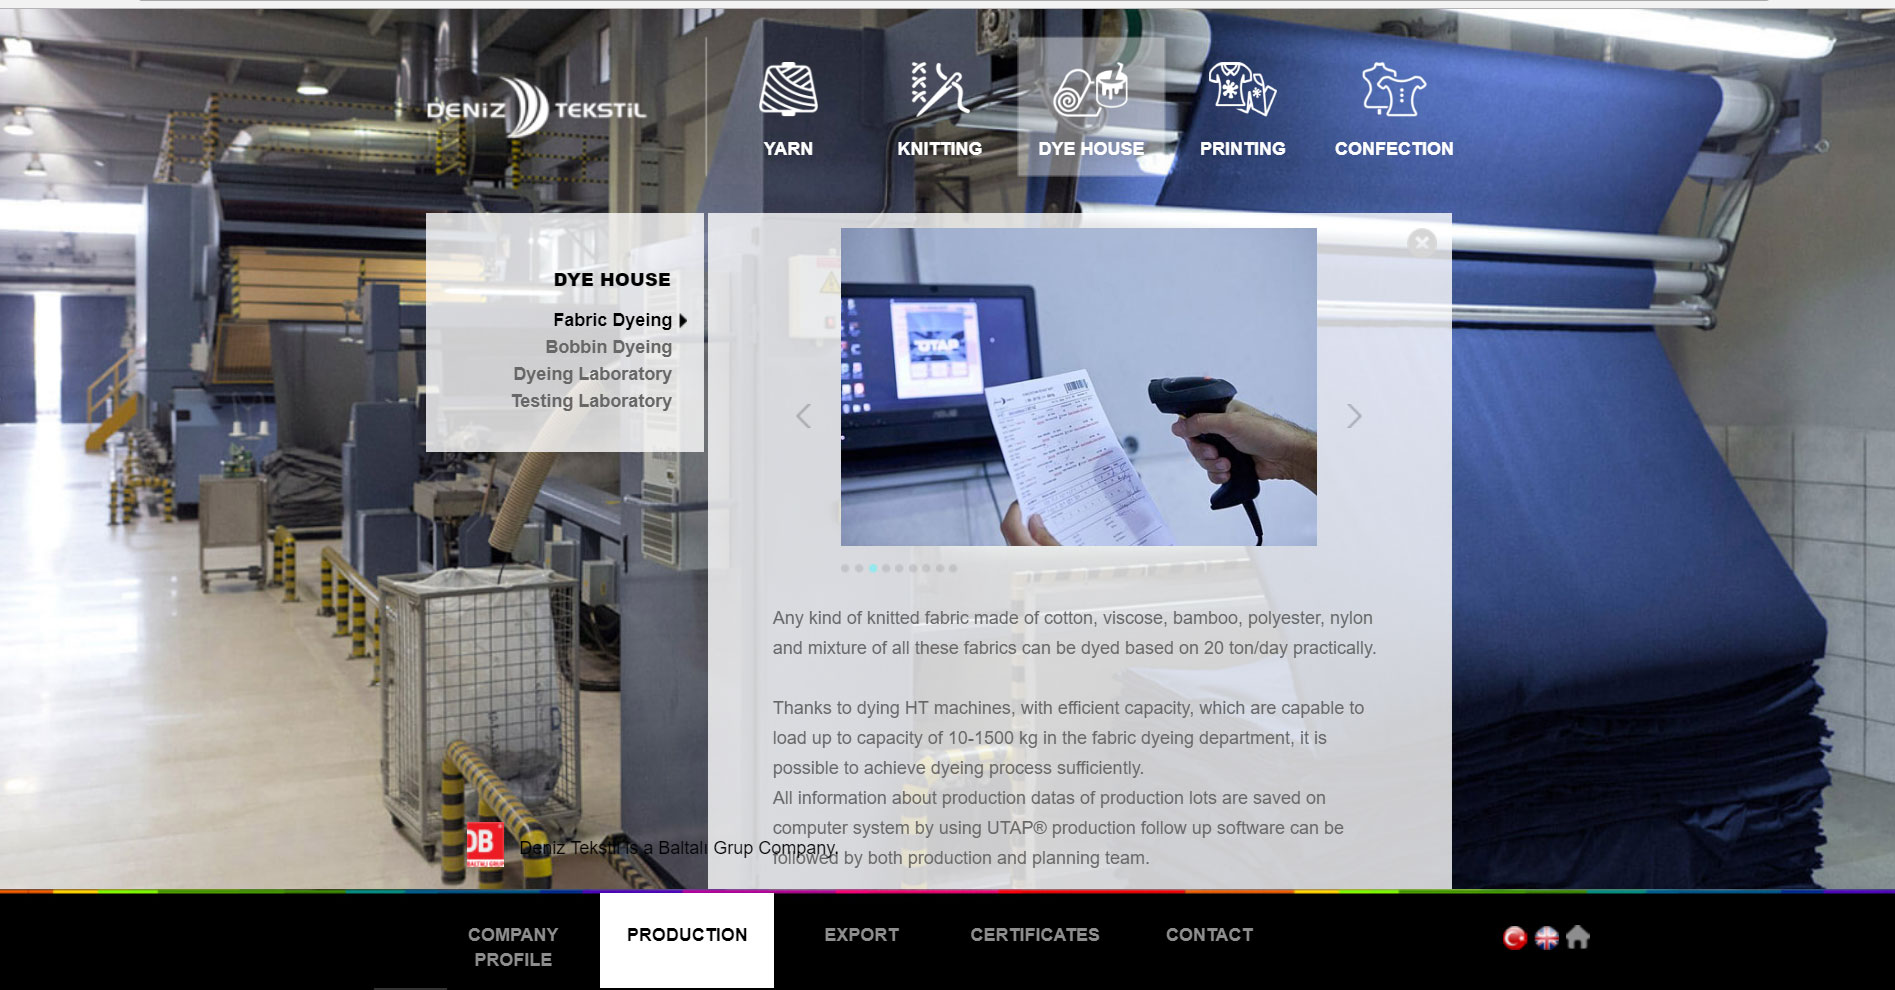 DENİZ TEKSTİL
YARN
KNITTING
DYE HOUSE
PRINTING
CONFECTION
DYE HOUSE
Fabric Dyeing
Bobbin Dyeing
Dyeing Laboratory
Testing Laboratory
UTAP
ASUS
Any kind of knitted fabric made of cotton, viscose, bamboo, polyester, nylon
and mixture of all these fabrics can be dyed based on 20 ton/day practically.
Thanks to dying HT machines, with efficient capacity, which are capable to
load up to capacity of 10-1500 kg in the fabric dyeing department, it is
possible to achieve dyeing process sufficiently.
All information about production datas of production lots are saved on
computer system by using UTAP® production follow up software can be
followed by both production and planning team.
DB
BALTALI GRUP
Deniz Tekstil is a Baltalı Grup Company.
COMPANY
PROFILE
PRODUCTION
EXPORT
CERTIFICATES
CONTACT